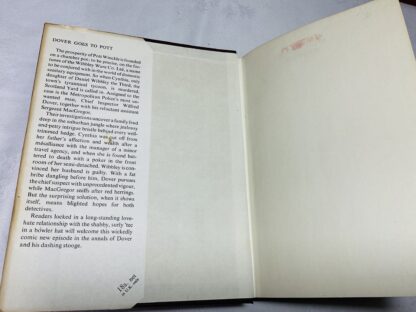 DOVER GOES TO POTT
The prosperity of Pott Winckle is founded
on a chamber pot: to be precise, on the for-
tunes of the Wibbley Ware Co. Ltd, a name
to be conjured with in the world of domestic
sanitary equipment. So when Cynthia, only
daughter of Daniel Wibbley the Third, the
town's tyrannical tycoon, is murdered,
Scotland Yard is called in. Assigned to the
case is the Metropolitan Police's most un-
wanted man, Chief Inspector Wilfred
Dover, together with his reluctant assistant
Sergeant MacGregor.
Their investigations uncover a family feud
deep in the suburban jungle where jealousy
and petty intrigue bristle behind every well-
trimmed hedge. Cynthia was cut off from
her father's affection and wealth after a
mésalliance with the manager of a minor
travel agency, and when she is found bat-
tered to death with a poker in the front
room of her semi-detached, Wibbley is con-
vinced her husband is guilty. With a fat
bribe dangling before him, Dover pursues
the chief suspect with unprecedented vigour,
while MacGregor sniffs after red herrings.
But the surprising solution, when it shows
itself, means blighted hopes for both
detectives.
Readers locked in a long-standing love-
hate relationship with the shabby, surly 'tec
in a bowler hat will welcome this wickedly
comic new episode in the annals of Dover
and his dashing stooge.
18s. net
IN U.K. ONLY